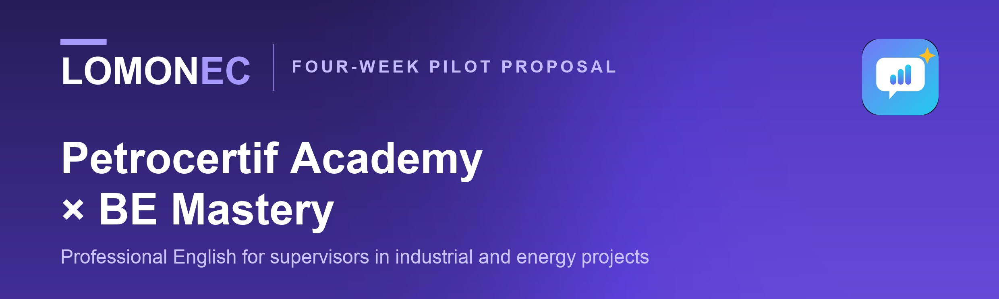 LOMONEC
FOUR-WEEK PILOT PROPOSAL
Petrocertif Academy
× BE Mastery
Professional English for supervisors in industrial and energy projects